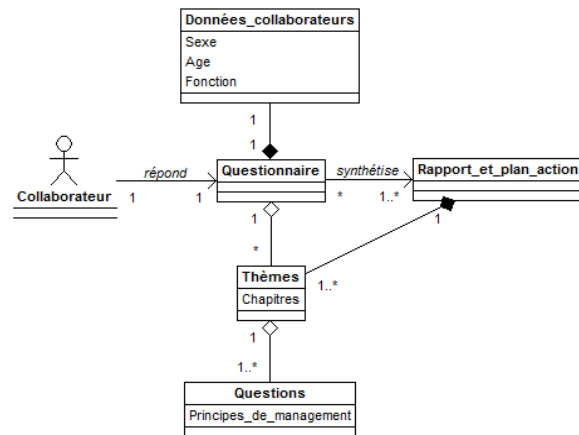 Données_collaborateurs
Sexe
Age
Fonction
1
1
répond
Questionnaire
synthétise
Rapport_et_plan_action
Collaborateur
1
1
*
1..*
1
1
*
Thèmes
1..*
Chapitres
1
1..*
Questions
Principes_de_management